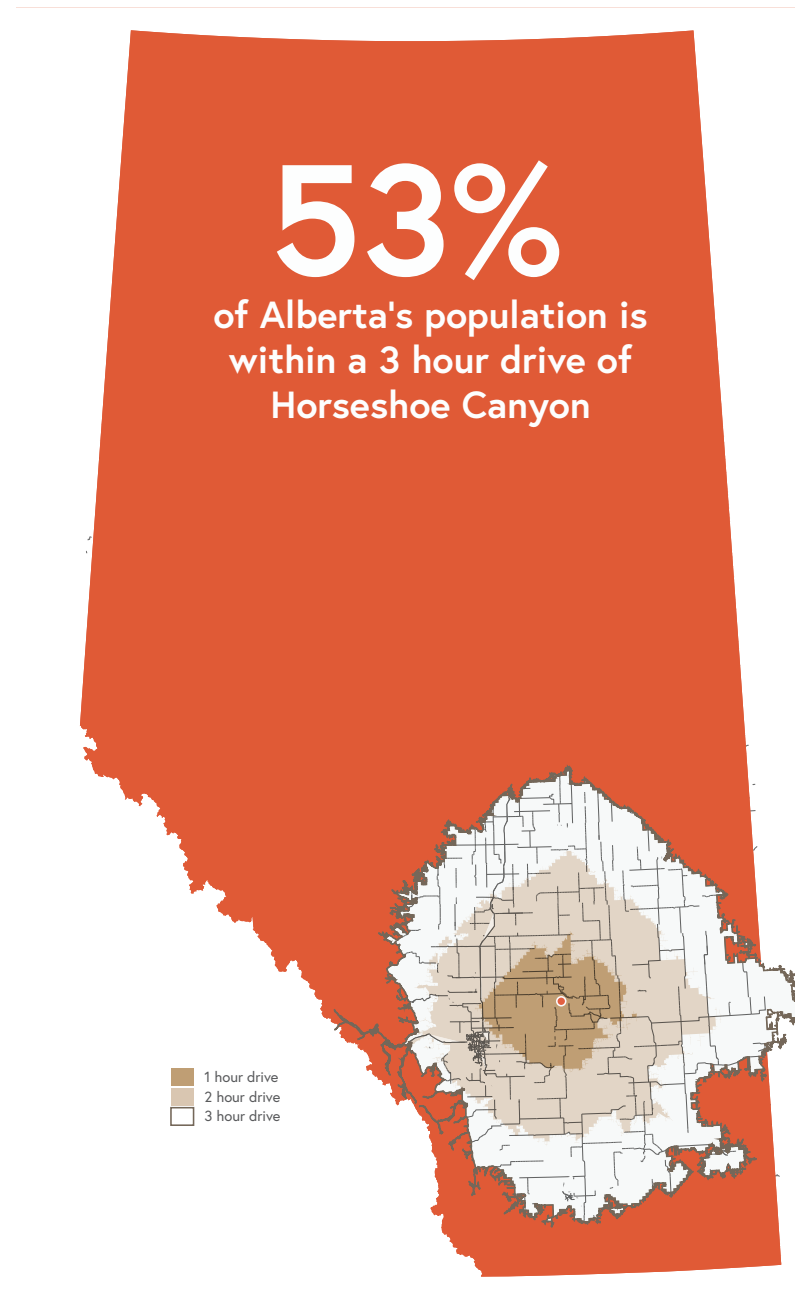 53%
of Alberta's population is
within a 3 hour drive of
Horseshoe Canyon
1 hour drive
2 hour drive
3 hour drive